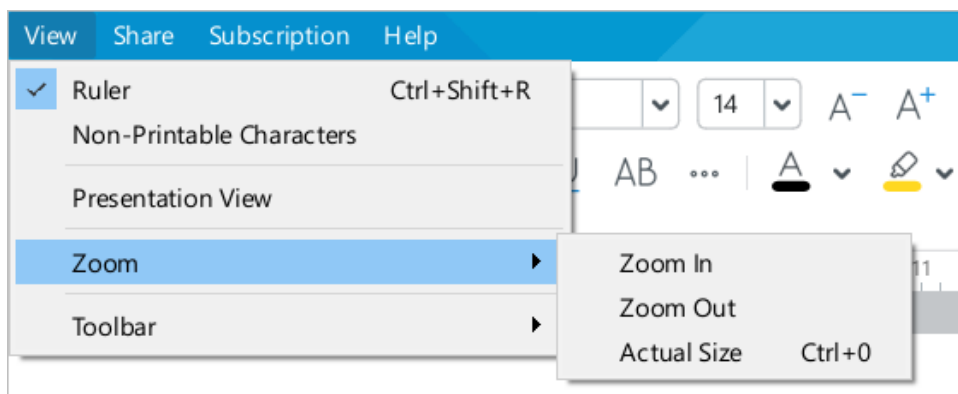 View Share Subscription Help
Ruler Ctrl+Shift+R
Non-Printable Characters
Presentation View
Zoom
Toolbar
Zoom In
Zoom Out
Actual Size Ctrl+0
14 A− A+
AB ••• A
11